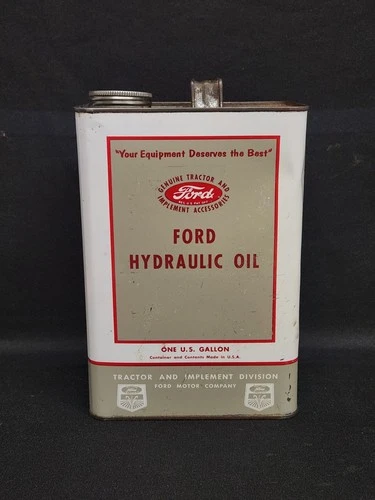 "Your Equipment Deserves the Best"
GENUINE TRACTOR AND
Ford
IMPLEMENT ACCESSORIES
FORD
HYDRAULIC OIL
ONE U.S. GALLON
Container and Contents Made in U.S.A.
TRACTOR AND IMPLEMENT DIVISION
FORD MOTOR COMPANY